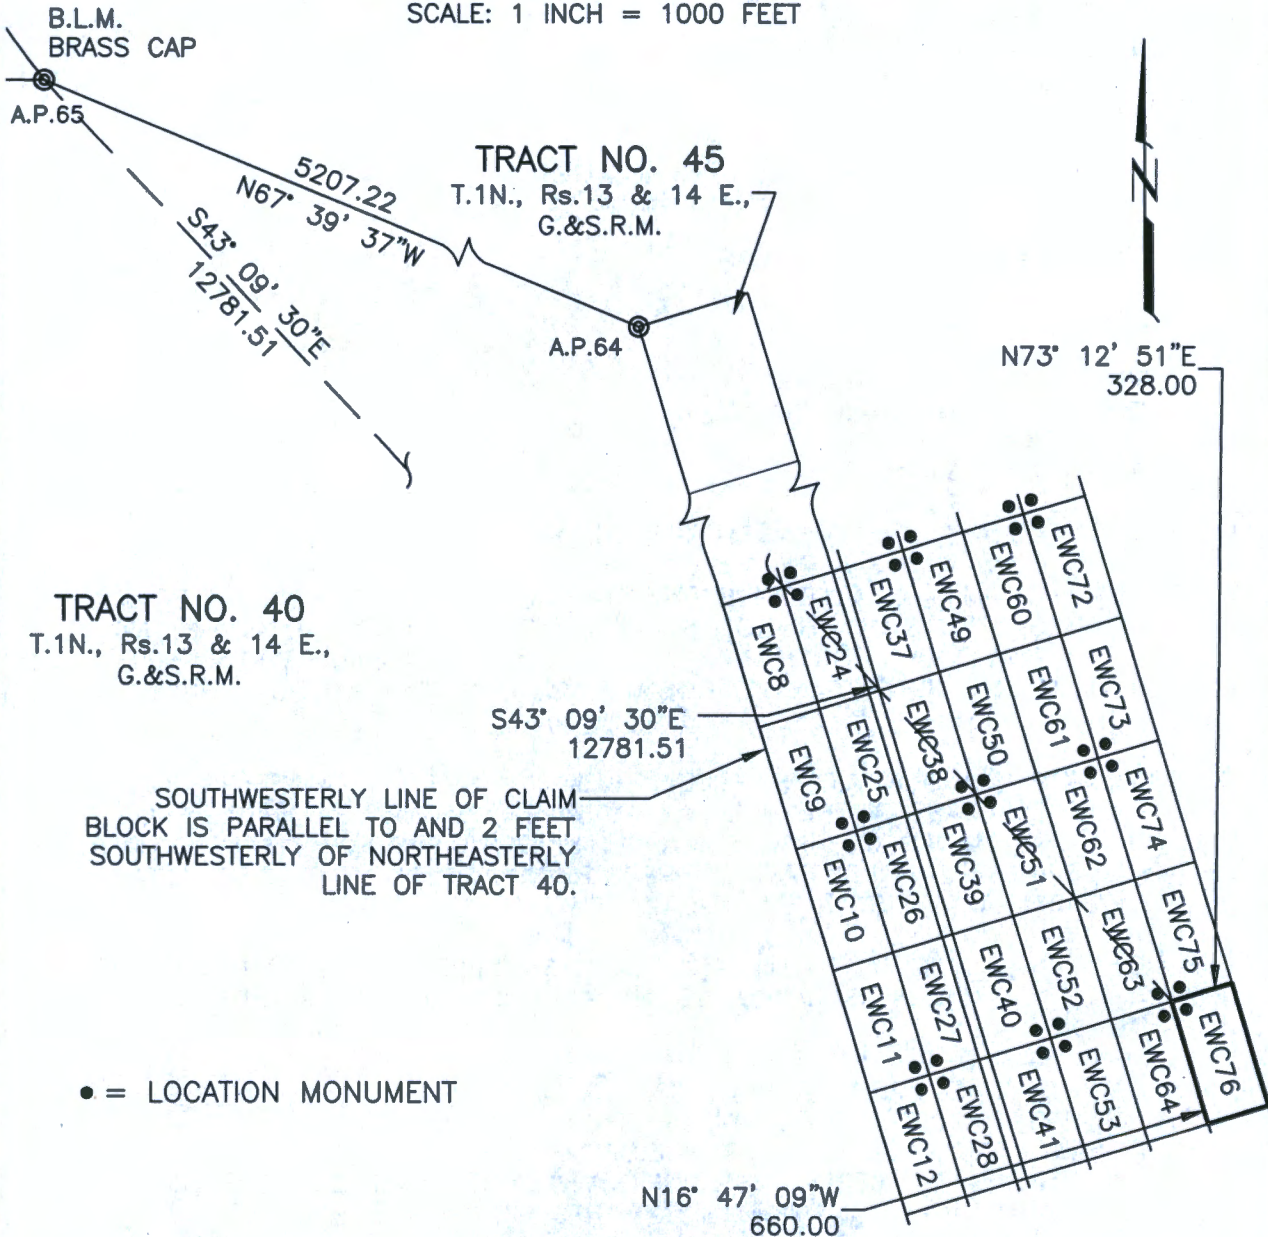 SCALE: 1 INCH = 1000 FEET
B.L.M.
BRASS CAP
A.P.65
5207.22
N67° 39' 37"W
S43° 09' 30"E
12781.51
TRACT NO. 45
T.1N., Rs.13 & 14 E.,
G.&S.R.M.
A.P.64
N
N73° 12' 51"E
328.00
TRACT NO. 40
T.1N., Rs.13 & 14 E.,
G.&S.R.M.
S43° 09' 30"E
12781.51
SOUTHWESTERLY LINE OF CLAIM
BLOCK IS PARALLEL TO AND 2 FEET
SOUTHWESTERLY OF NORTHEASTERLY
LINE OF TRACT 40.
EWC8
EWC24
EWC37
EWC49
EWC60
EWC72
EWC9
EWC25
EWC38
EWC50
EWC61
EWC73
EWC10
EWC26
EWC39
EWC51
EWC62
EWC74
EWC11
EWC27
EWC40
EWC52
EWC63
EWC75
EWC12
EWC28
EWC41
EWC53
EWC64
EWC76
● = LOCATION MONUMENT
N16° 47' 09"W
660.00